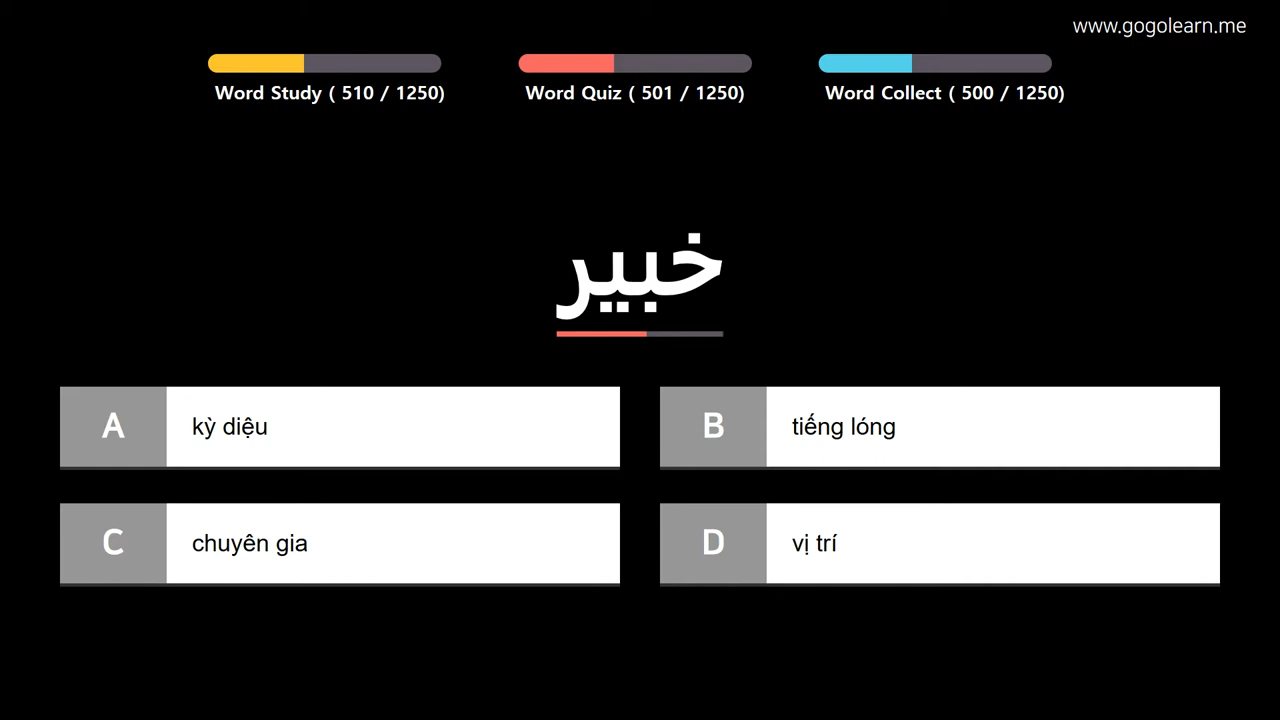 www.gogolearn.me
Word Study ( 510 / 1250)
Word Quiz ( 501 / 1250)
Word Collect ( 500 / 1250)
خبير
A kỳ diệu
B tiếng lóng
C chuyên gia
D vị trí